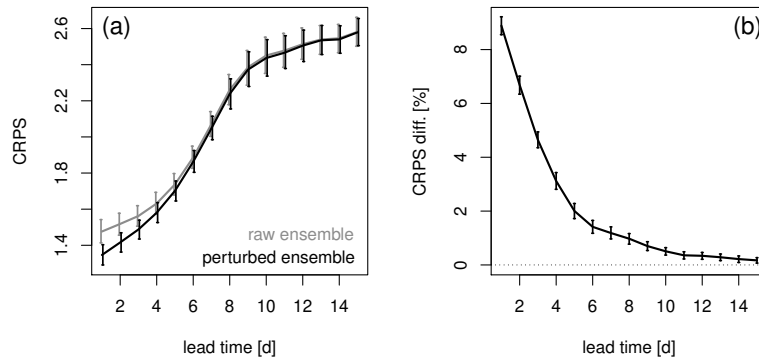 (a)
CRPS
2.6
2.2
1.8
1.4
raw ensemble
perturbed ensemble
2 4 6 8 10 12 14
lead time [d]
(b)
CRPS diff. [%]
8
6
4
2
0
2 4 6 8 10 12 14
lead time [d]